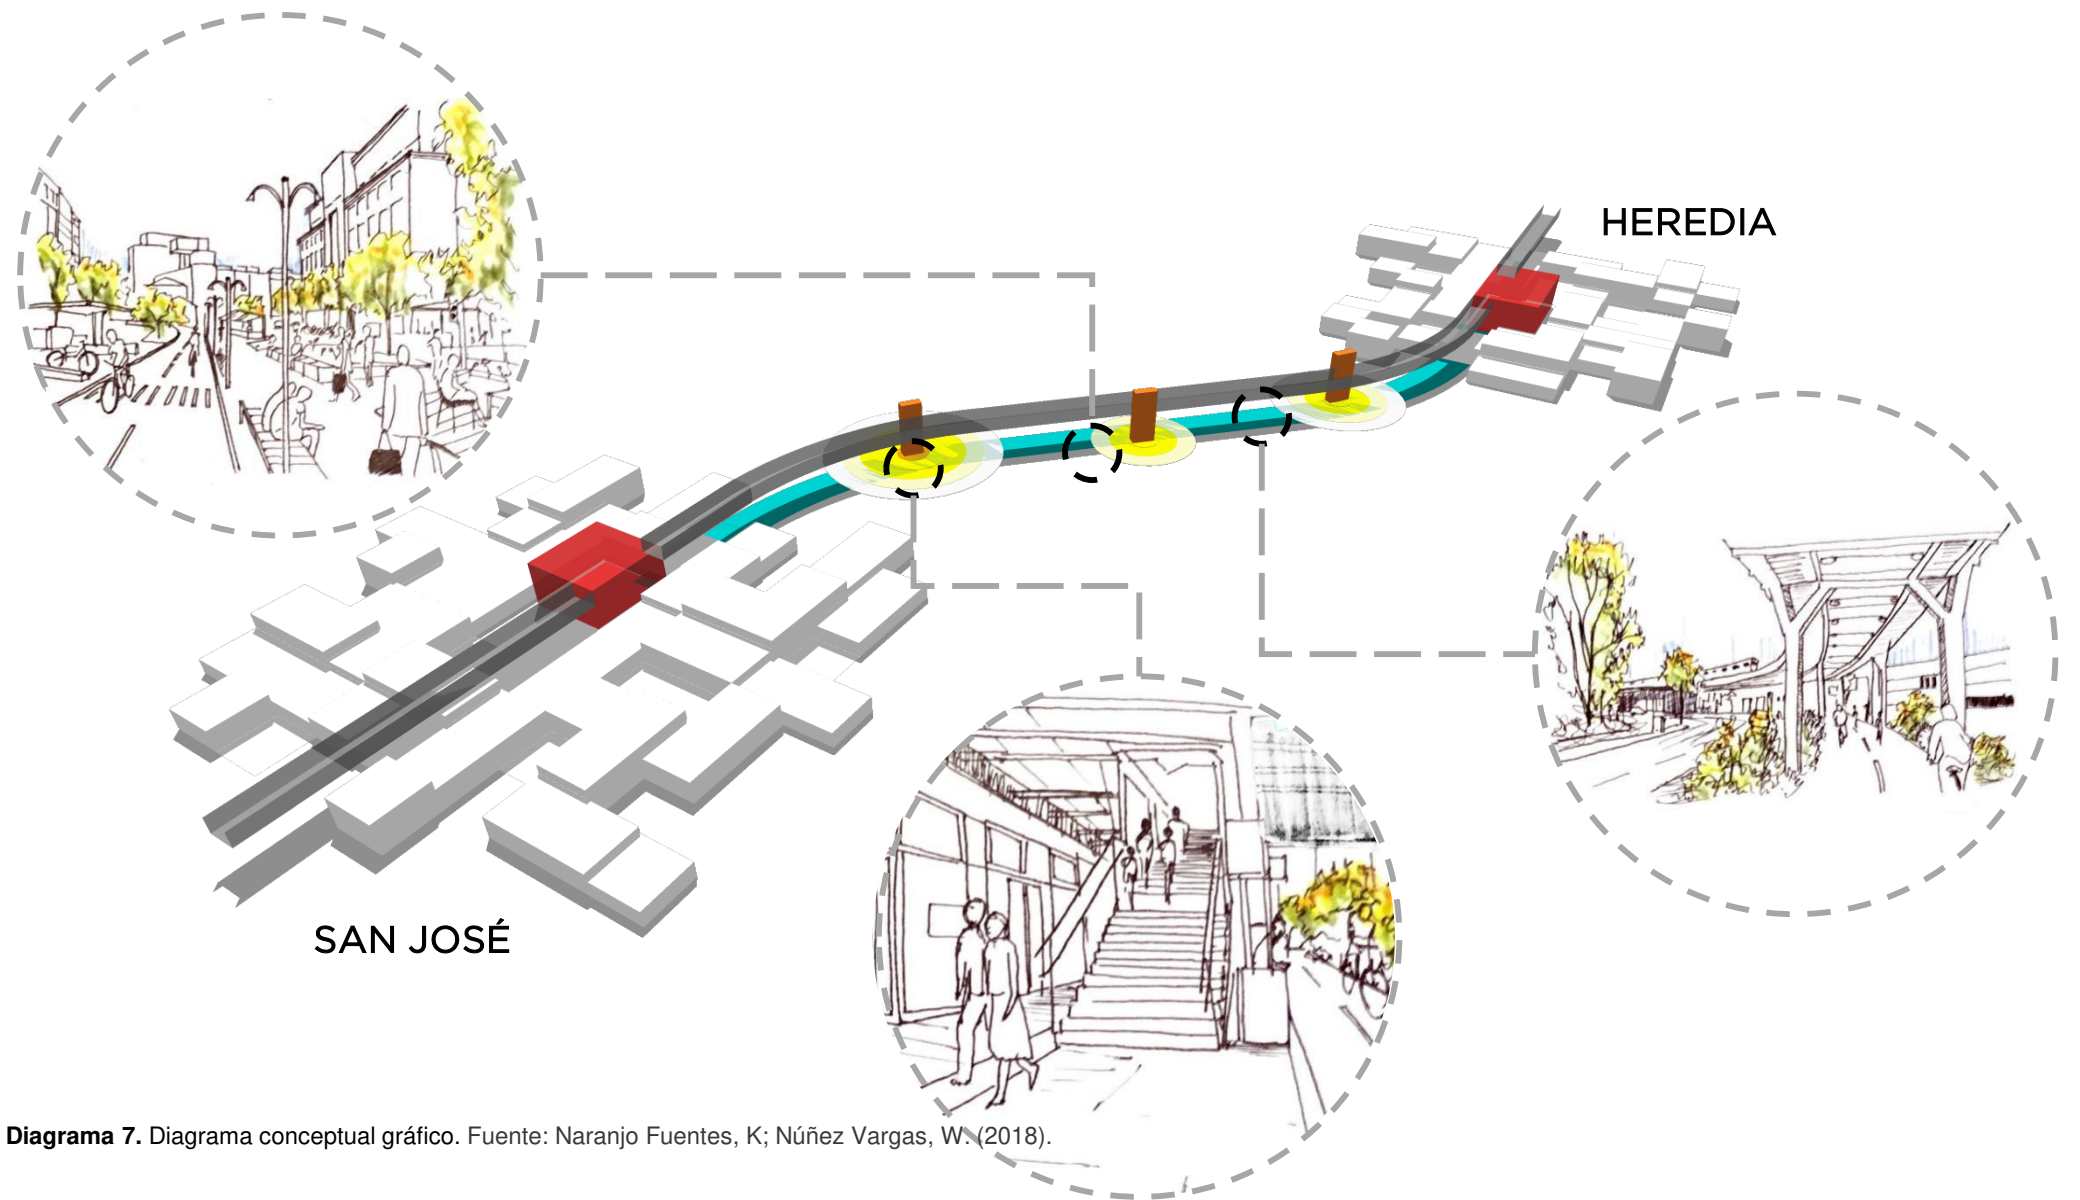 HEREDIA
SAN JOSÉ
Diagrama 7. Diagrama conceptual gráfico. Fuente: Naranjo Fuentes, K; Núñez Vargas, W. (2018).